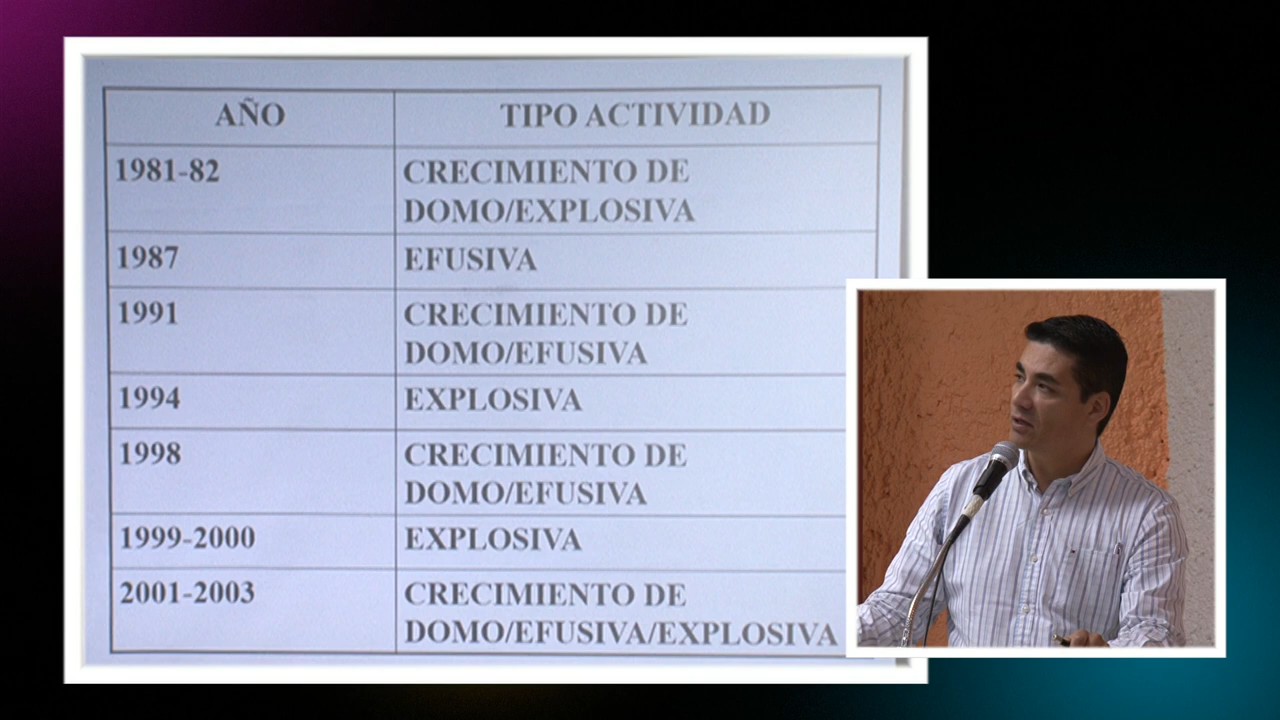 AÑO TIPO ACTIVIDAD
1981-82 CRECIMIENTO DE
DOMO/EXPLOSIVA
1987 EFUSIVA
1991 CRECIMIENTO DE
DOMO/EFUSIVA
1994 EXPLOSIVA
1998 CRECIMIENTO DE
DOMO/EFUSIVA
1999-2000 EXPLOSIVA
2001-2003 CRECIMIENTO DE
DOMO/EFUSIVA/EXPLOSIVA